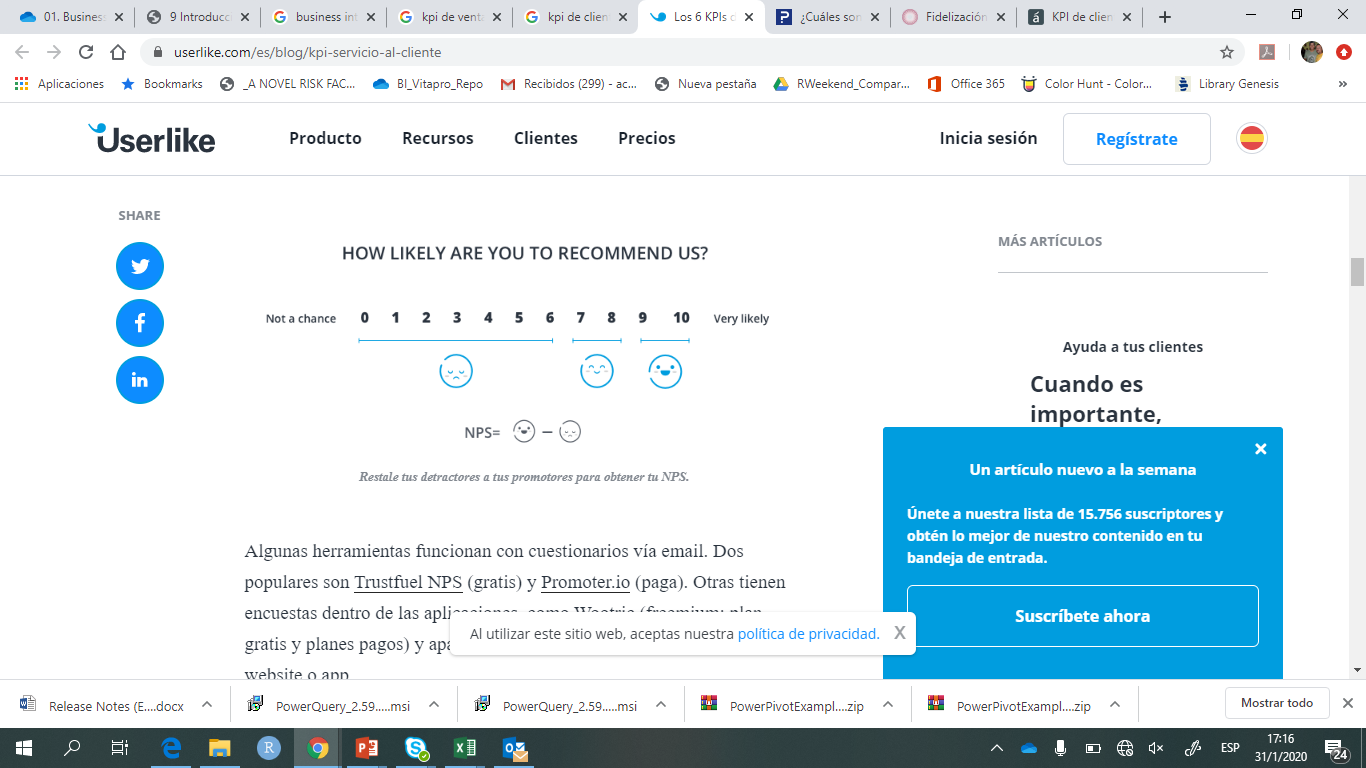 01. Business
9 Introducc
business int
kpi de vent
kpi de clien
Los 6 KPIs d
¿Cuáles son
Fidelización
KPI de clien
userlike.com/es/blog/kpi-servicio-al-cliente
Aplicaciones
Bookmarks
_A NOVEL RISK FAC...
BI_Vitapro_Repo
Recibidos (299) - ac...
Nueva pestaña
RWeekend_Compar...
Office 365
Color Hunt - Color...
Library Genesis
»
Userlike
Producto
Recursos
Clientes
Precios
Inicia sesión
Regístrate
SHARE
HOW LIKELY ARE YOU TO RECOMMEND US?
Not a chance 0 1 2 3 4 5 6 7 8 9 10 Very likely
NPS= –
Restale tus detractores a tus promotores para obtener tu NPS.
Algunas herramientas funcionan con cuestionarios vía email. Dos
populares son Trustfuel NPS (gratis) y Promoter.io (paga). Otras tienen
encuestas dentro de las aplicaciones, como Wootric (freemium: plan
gratis y planes pagos) y
website o app
MÁS ARTÍCULOS
Ayuda a tus clientes
Cuando es
importante,
Un artículo nuevo a la semana
Únete a nuestra lista de 15.756 suscriptores y
obtén lo mejor de nuestro contenido en tu
bandeja de entrada.
Suscríbete ahora
Al utilizar este sitio web, aceptas nuestra política de privacidad. X
Release Notes (E....docx
PowerQuery_2.59.....msi
PowerQuery_2.59.....msi
PowerPivotExampl....zip
PowerPivotExampl....zip
Mostrar todo
ESP
17:16
31/1/2020
24